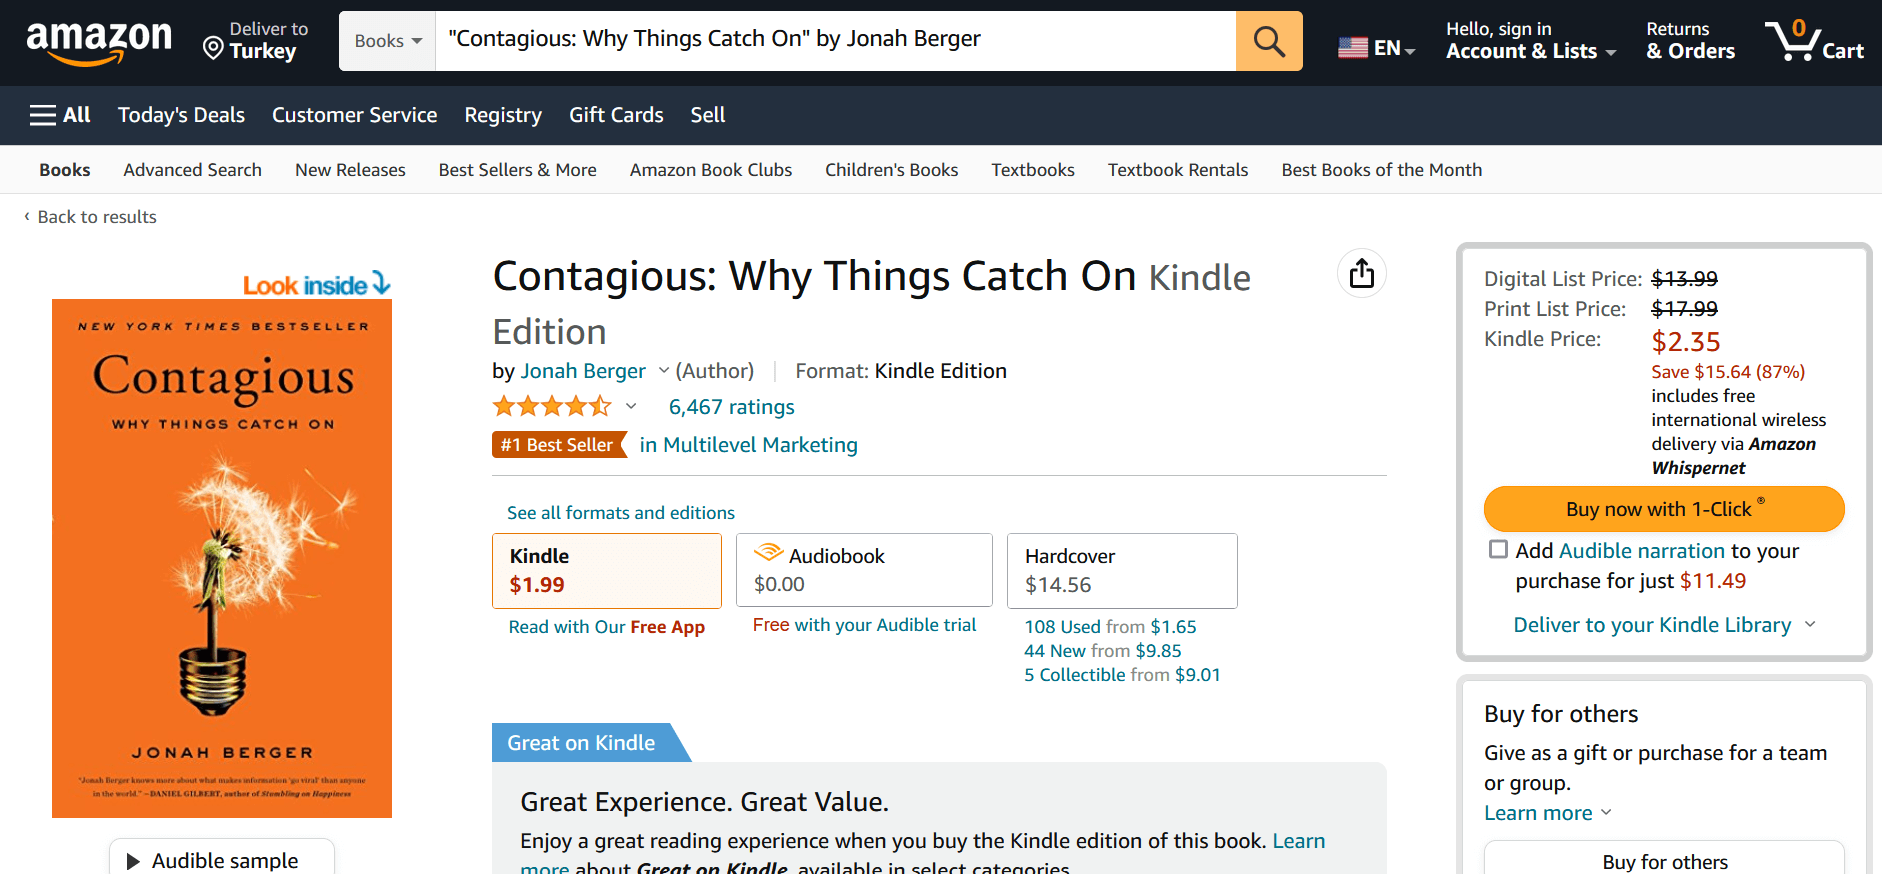 amazon
Deliver to
Turkey
Books
"Contagious: Why Things Catch On" by Jonah Berger
EN
Hello, sign in
Account & Lists
Returns
& Orders
0
Cart
All
Today's Deals
Customer Service
Registry
Gift Cards
Sell
Books
Advanced Search
New Releases
Best Sellers & More
Amazon Book Clubs
Children's Books
Textbooks
Textbook Rentals
Best Books of the Month
‹ Back to results
Look inside
NEW YORK TIMES BESTSELLER
Contagious
WHY THINGS CATCH ON
JONAH BERGER
"Jonah Berger knows more about what makes information 'go viral' than anyone
in the world." —DANIEL GILBERT, author of Stumbling on Happiness
Audible sample
Contagious: Why Things Catch On Kindle
Edition
by Jonah Berger (Author)
Format: Kindle Edition
6,467 ratings
#1 Best Seller in Multilevel Marketing
See all formats and editions
Kindle
$1.99
Read with Our Free App
Audiobook
$0.00
Free with your Audible trial
Hardcover
$14.56
108 Used from $1.65
44 New from $9.85
5 Collectible from $9.01
Great on Kindle
Great Experience. Great Value.
Enjoy a great reading experience when you buy the Kindle edition of this book. Learn
more about Great on Kindle, available in select categories.
Digital List Price: $13.99
Print List Price: $17.99
Kindle Price: $2.35
Save $15.64 (87%)
includes free
international wireless
delivery via Amazon
Whispernet
Buy now with 1-Click ®
Add Audible narration to your
purchase for just $11.49
Deliver to your Kindle Library
Buy for others
Give as a gift or purchase for a team
or group.
Learn more
Buy for others